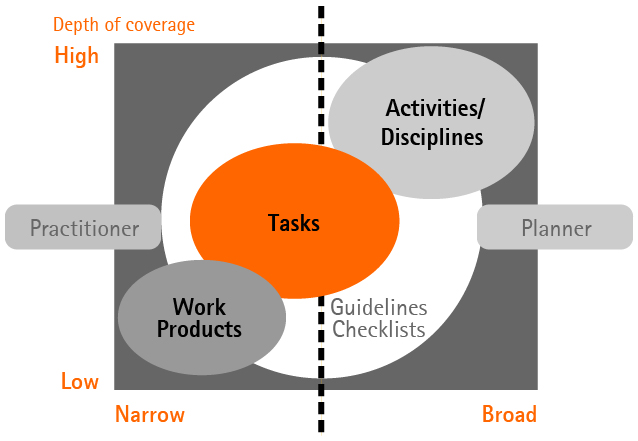 Depth of coverage
High
Activities/
Disciplines
Practitioner
Tasks
Planner
Work
Products
Guidelines
Checklists
Low
Narrow
Broad